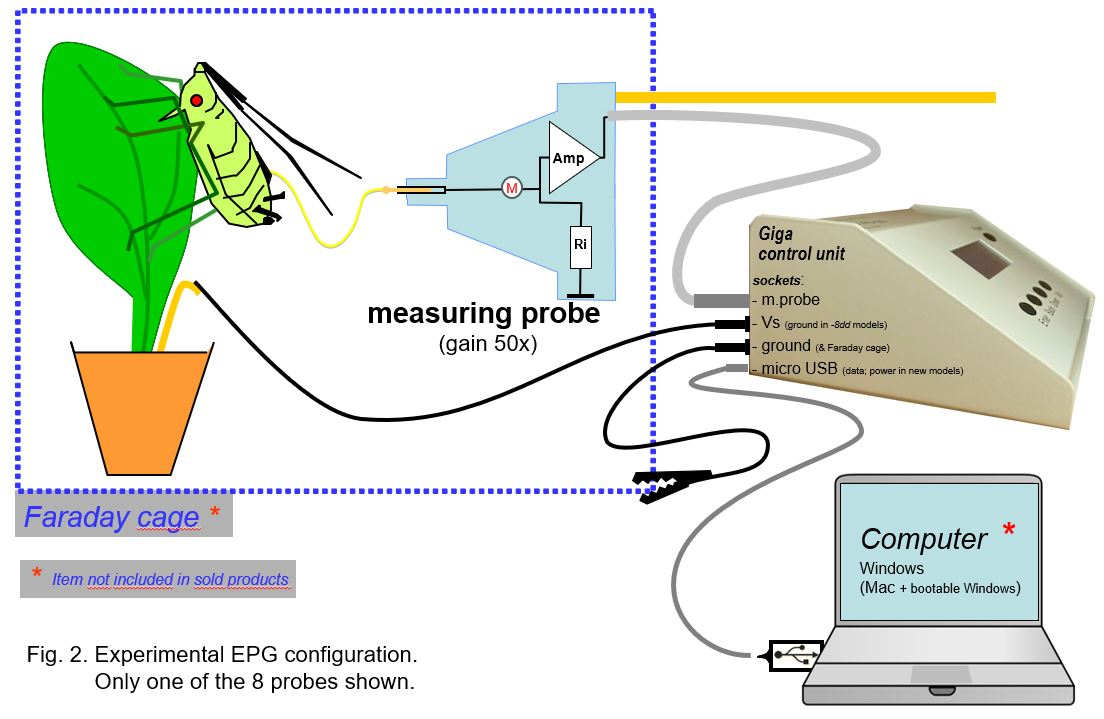 Amp
M
Ri
measuring probe
(gain 50x)
Giga
control unit
sockets:
- m.probe
- Vs (ground in -8dd models)
- ground (& Faraday cage)
- micro USB (data; power in new models)
Faraday cage *
* Item not included in sold products
Computer *
Windows
(Mac + bootable Windows)
Fig. 2. Experimental EPG configuration.
Only one of the 8 probes shown.